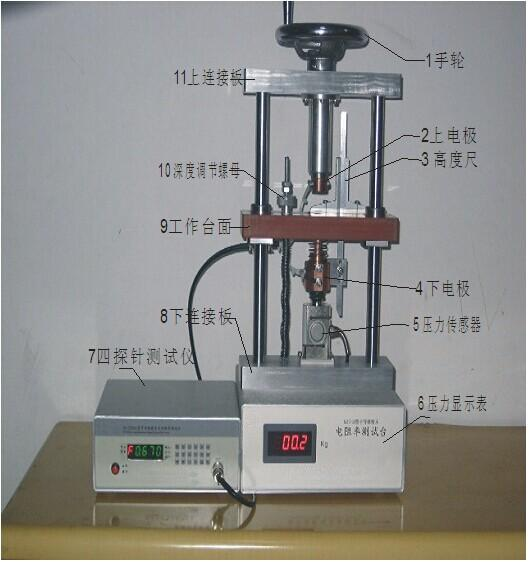 1手轮
11上连接板
2上电极
3高度尺
10深度调节螺母
9工作台面
4下电极
8下连接板
5压力传感器
7四探针测试仪
6压力显示表
电阻率测试台
F0.670
00.2
Kg